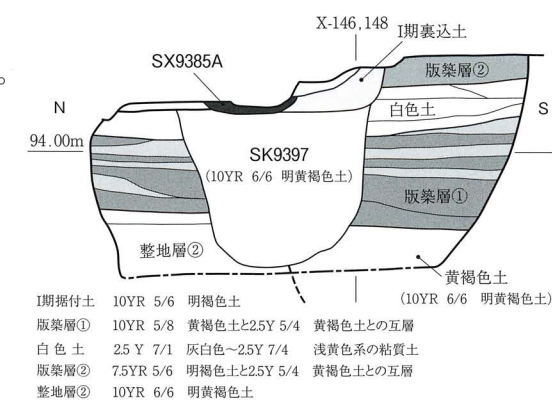 X-146,148
I期裏込土
SX9385A
版築層②
N
白色土
S
94.00m
SK9397
(10YR 6/6 明黄褐色土)
版築層①
整地層②
黄褐色土
(10YR 6/6 明黄褐色土)
I期据付土 10YR 5/6 明褐色土
版築層① 10YR 5/8 黄褐色土と2.5Y 5/4 黄褐色土との互層
白色土 2.5 Y 7/1 灰白色～2.5Y 7/4 浅黄色系の粘質土
版築層② 7.5YR 5/6 明褐色土と2.5Y 5/4 黄褐色土との互層
整地層② 10YR 6/6 明黄褐色土